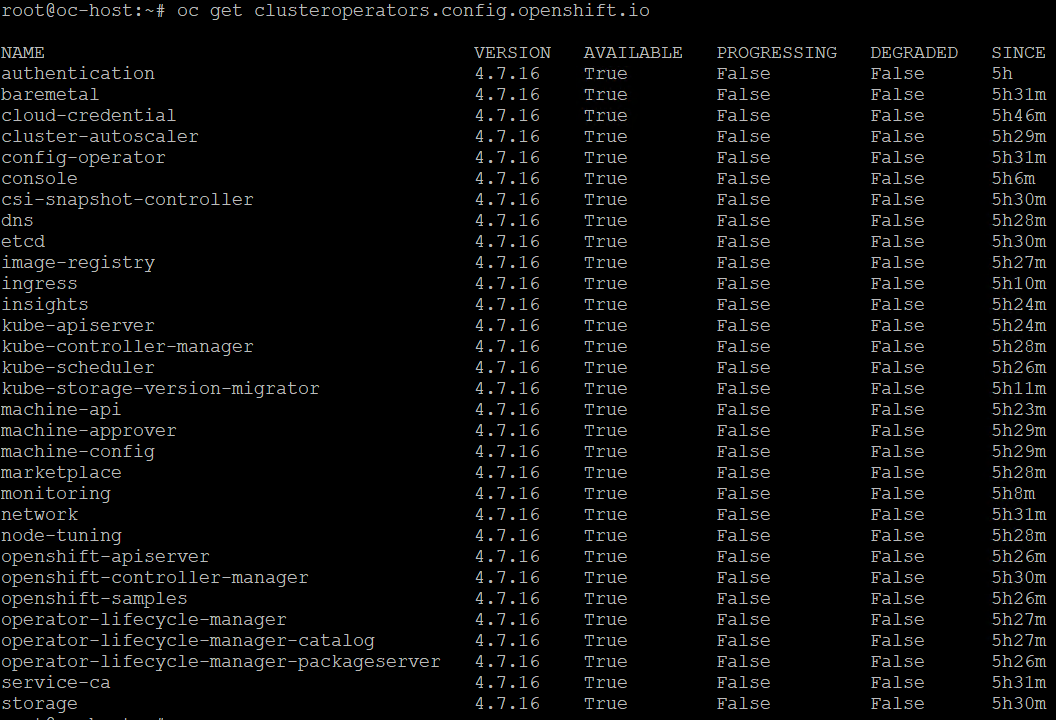 root@oc-host:~# oc get clusteroperators.config.openshift.io
NAME VERSION AVAILABLE PROGRESSING DEGRADED SINCE
authentication 4.7.16 True False False 5h
baremetal 4.7.16 True False False 5h31m
cloud-credential 4.7.16 True False False 5h46m
cluster-autoscaler 4.7.16 True False False 5h29m
config-operator 4.7.16 True False False 5h31m
console 4.7.16 True False False 5h6m
csi-snapshot-controller 4.7.16 True False False 5h30m
dns 4.7.16 True False False 5h28m
etcd 4.7.16 True False False 5h30m
image-registry 4.7.16 True False False 5h27m
ingress 4.7.16 True False False 5h10m
insights 4.7.16 True False False 5h24m
kube-apiserver 4.7.16 True False False 5h24m
kube-controller-manager 4.7.16 True False False 5h28m
kube-scheduler 4.7.16 True False False 5h26m
kube-storage-version-migrator 4.7.16 True False False 5h11m
machine-api 4.7.16 True False False 5h23m
machine-approver 4.7.16 True False False 5h29m
machine-config 4.7.16 True False False 5h29m
marketplace 4.7.16 True False False 5h28m
monitoring 4.7.16 True False False 5h8m
network 4.7.16 True False False 5h31m
node-tuning 4.7.16 True False False 5h28m
openshift-apiserver 4.7.16 True False False 5h26m
openshift-controller-manager 4.7.16 True False False 5h30m
openshift-samples 4.7.16 True False False 5h26m
operator-lifecycle-manager 4.7.16 True False False 5h27m
operator-lifecycle-manager-catalog 4.7.16 True False False 5h27m
operator-lifecycle-manager-packageserver 4.7.16 True False False 5h26m
service-ca 4.7.16 True False False 5h31m
storage 4.7.16 True False False 5h30m